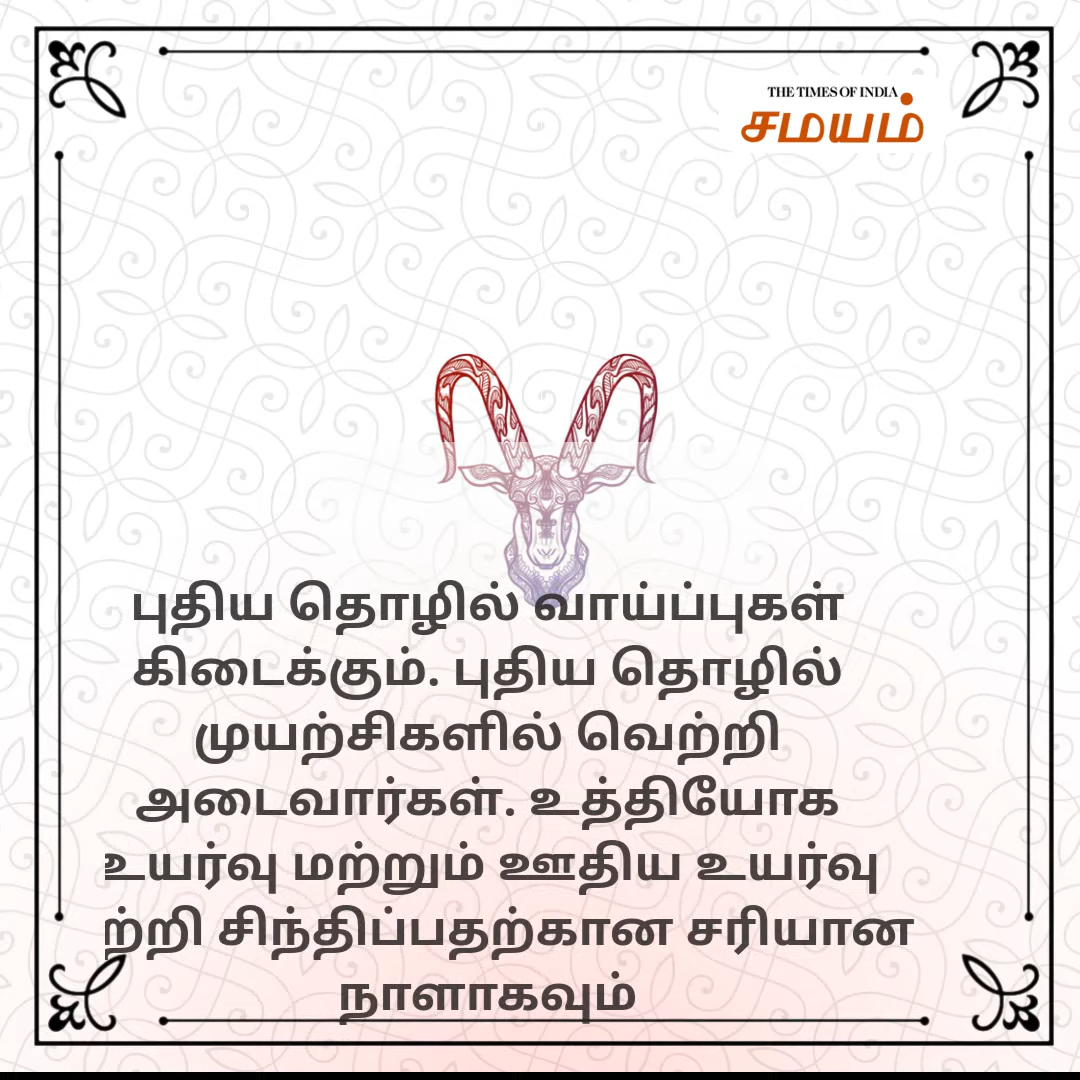 THE TIMES OF INDIA
சமயம்
புதிய தொழில் வாய்ப்புகள்
கிடைக்கும். புதிய தொழில்
முயற்சிகளில் வெற்றி
அடைவார்கள். உத்தியோக
உயர்வு மற்றும் ஊதிய உயர்வு
ற்றி சிந்திப்பதற்கான சரியான
நாளாகவும்